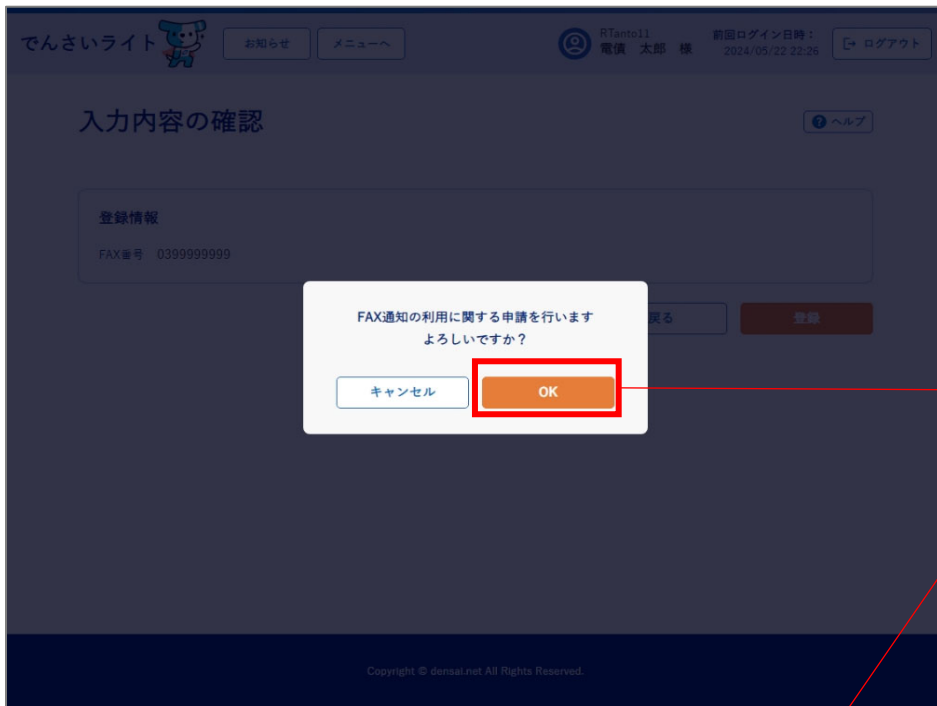 でんさいライト
お知らせ
メニューへ
RTanto11
電債 太郎 様
前回ログイン日時：
2024/05/22 22:26
ログアウト
入力内容の確認
ヘルプ
登録情報
FAX番号 0399999999
FAX通知の利用に関する申請を行います
よろしいですか？
戻る
登録
キャンセル
OK
Copyright © densai.net All Rights Reserved.